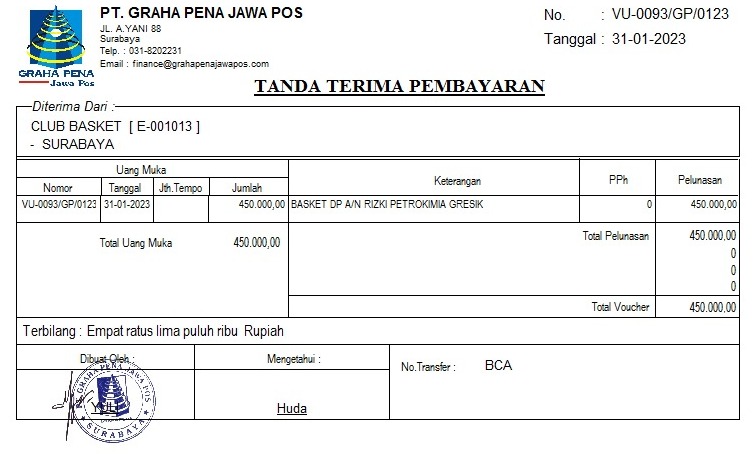 GRAHA PENA
Jawa Pos
PT. GRAHA PENA JAWA POS
JL. A.YANI 88
Surabaya
Telp. : 031-8202231
Email : finance@grahapenajawapos.com
No. : VU-0093/GP/0123
Tanggal : 31-01-2023
TANDA TERIMA PEMBAYARAN
Diterima Dari :
CLUB BASKET [ E-001013 ]
- SURABAYA
Uang Muka Keterangan PPh Pelunasan
Nomor Tanggal Jth.Tempo Jumlah
VU-0093/GP/0123 31-01-2023 450.000,00 BASKET DP A/N RIZKI PETROKIMIA GRESIK 0 450.000,00
Total Uang Muka 450.000,00 Total Pelunasan 450.000,00
0
0
0
Total Voucher 450.000,00
Terbilang : Empat ratus lima puluh ribu Rupiah
Dibuat Oleh : Mengetahui : No.Transfer : BCA
GRAHA PENA JAWA POS
SURABAYA
Huda